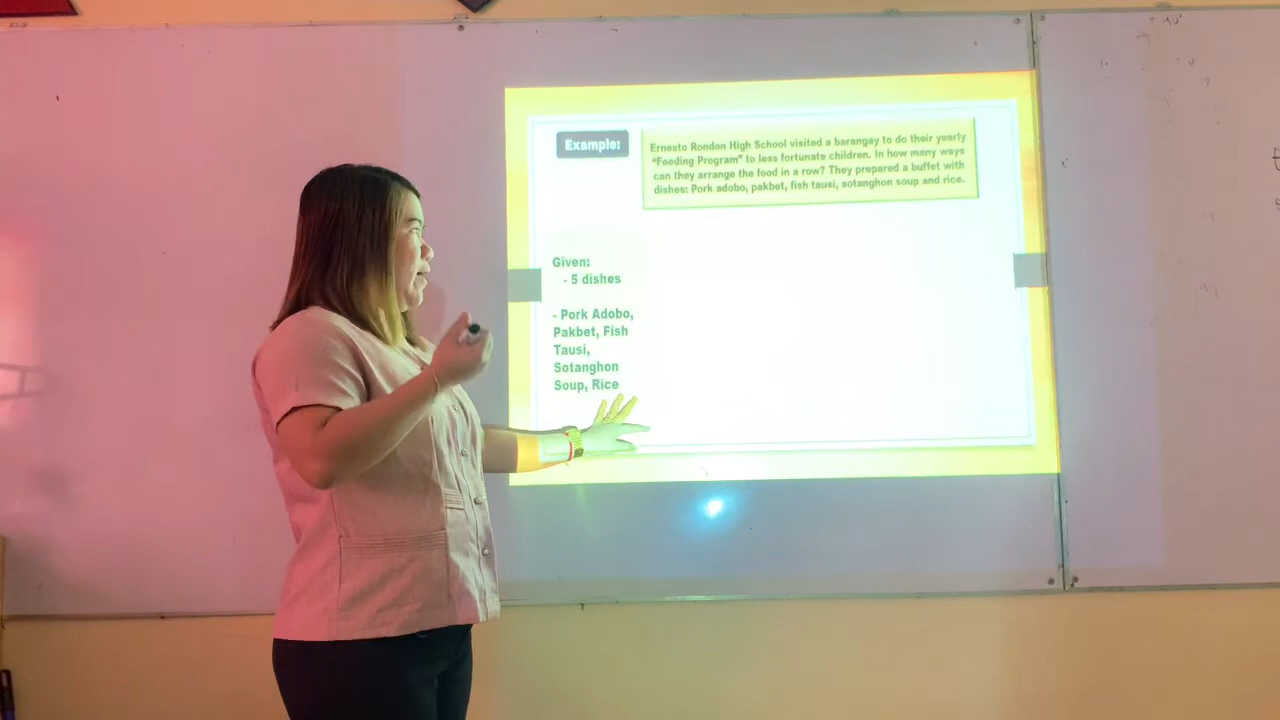 Example:
Ernesto Rondon High School visited a barangay to do their yearly
“Feeding Program” to less fortunate children. In how many ways
can they arrange the food in a row? They prepared a buffet with
dishes: Pork adobo, pakbet, fish tausi, sotanghon soup and rice.
Given:
- 5 dishes
- Pork Adobo,
Pakbet, Fish
Tausi,
Sotanghon
Soup, Rice